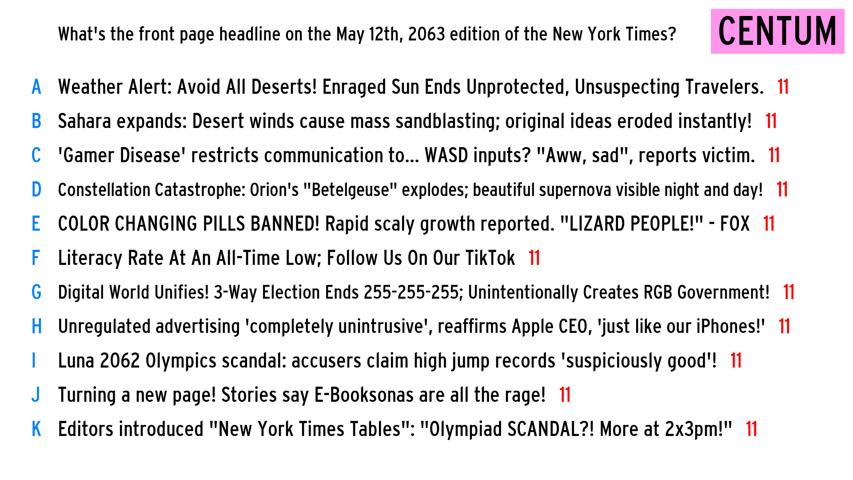 What's the front page headline on the May 12th, 2063 edition of the New York Times?
CENTUM
A Weather Alert: Avoid All Deserts! Enraged Sun Ends Unprotected, Unsuspecting Travelers. 11
B Sahara expands: Desert winds cause mass sandblasting; original ideas eroded instantly! 11
C 'Gamer Disease' restricts communication to... WASD inputs? "Aww, sad", reports victim. 11
D Constellation Catastrophe: Orion's "Betelgeuse" explodes; beautiful supernova visible night and day! 11
E COLOR CHANGING PILLS BANNED! Rapid scaly growth reported. "LIZARD PEOPLE!" - FOX 11
F Literacy Rate At An All-Time Low; Follow Us On Our TikTok 11
G Digital World Unifies! 3-Way Election Ends 255-255-255; Unintentionally Creates RGB Government! 11
H Unregulated advertising 'completely unintrusive', reaffirms Apple CEO, 'just like our iPhones!' 11
I Luna 2062 Olympics scandal: accusers claim high jump records 'suspiciously good'! 11
J Turning a new page! Stories say E-Booksonas are all the rage! 11
K Editors introduced "New York Times Tables": "Olympiad SCANDAL?! More at 2x3pm!" 11